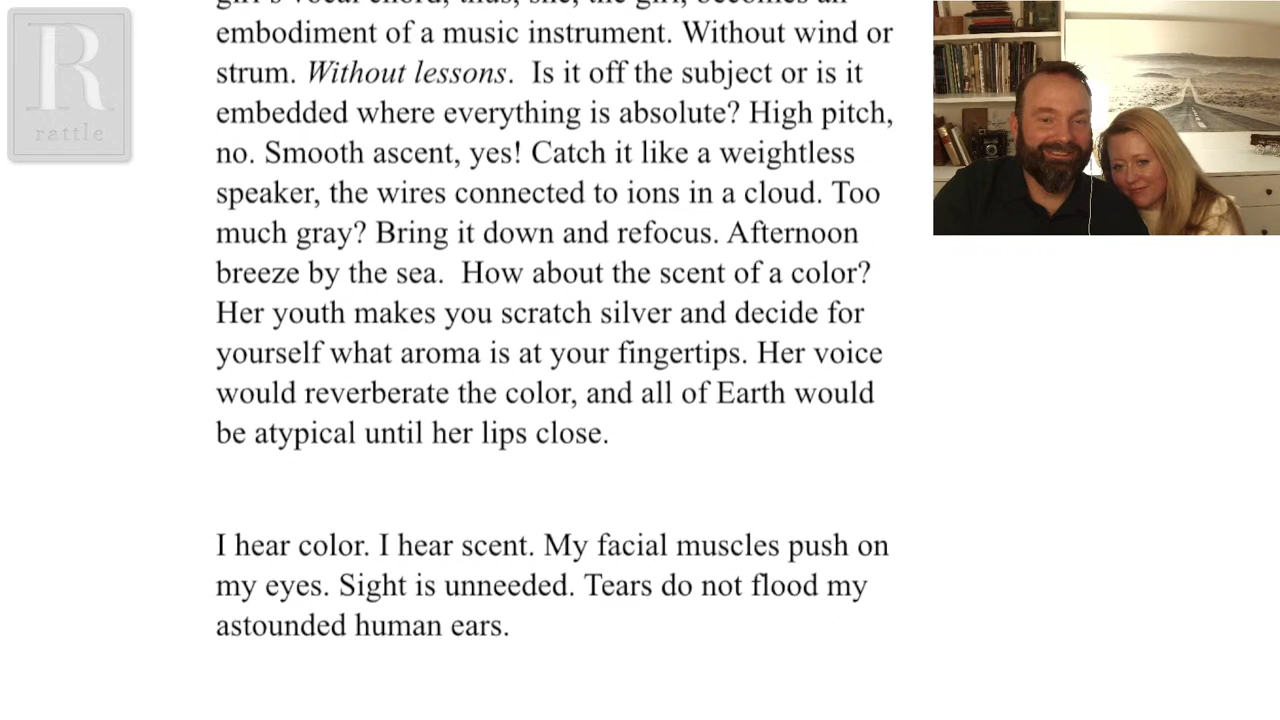 R
rattle
embodiment of a music instrument. Without wind or
strum. Without lessons.  Is it off the subject or is it
embedded where everything is absolute? High pitch,
no. Smooth ascent, yes! Catch it like a weightless
speaker, the wires connected to ions in a cloud. Too
much gray? Bring it down and refocus. Afternoon
breeze by the sea.  How about the scent of a color?
Her youth makes you scratch silver and decide for
yourself what aroma is at your fingertips. Her voice
would reverberate the color, and all of Earth would
be atypical until her lips close.
I hear color. I hear scent. My facial muscles push on
my eyes. Sight is unneeded. Tears do not flood my
astounded human ears.